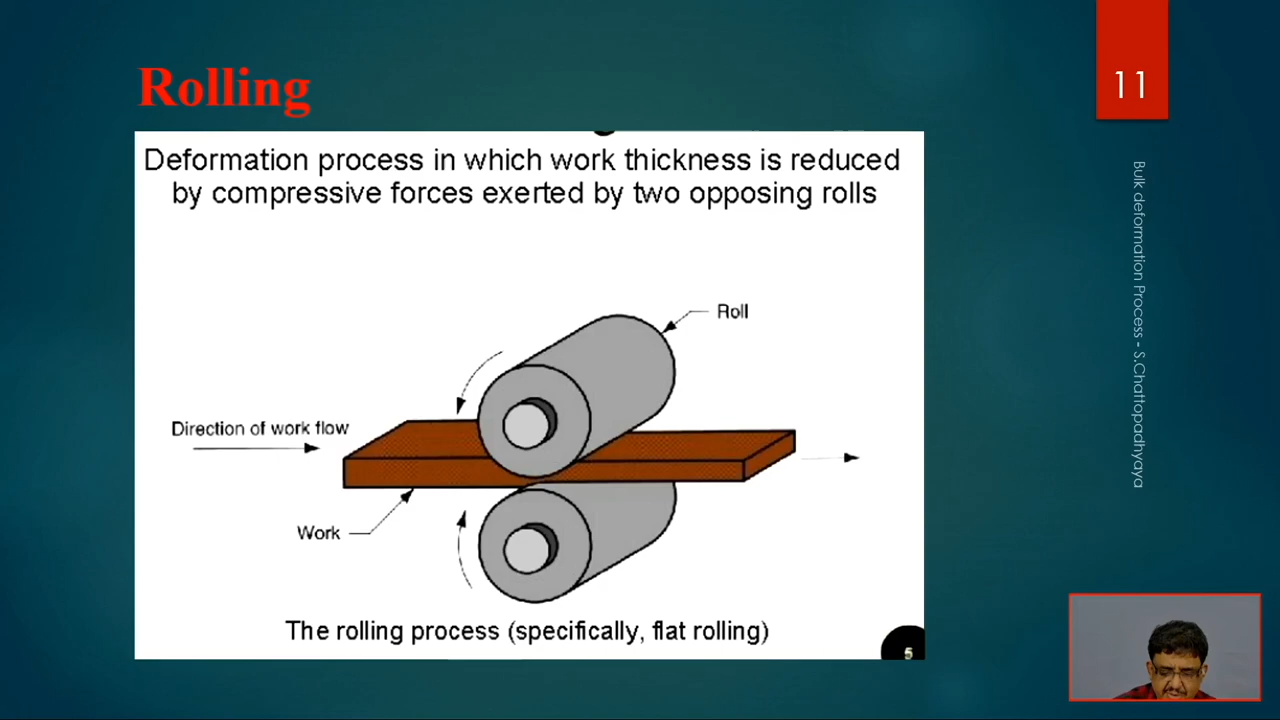 Rolling
11
Deformation process in which work thickness is reduced
by compressive forces exerted by two opposing rolls
Roll
Direction of work flow
Work
The rolling process (specifically, flat rolling)
5
Bulk deformation Process - S.Chattopadhyaya